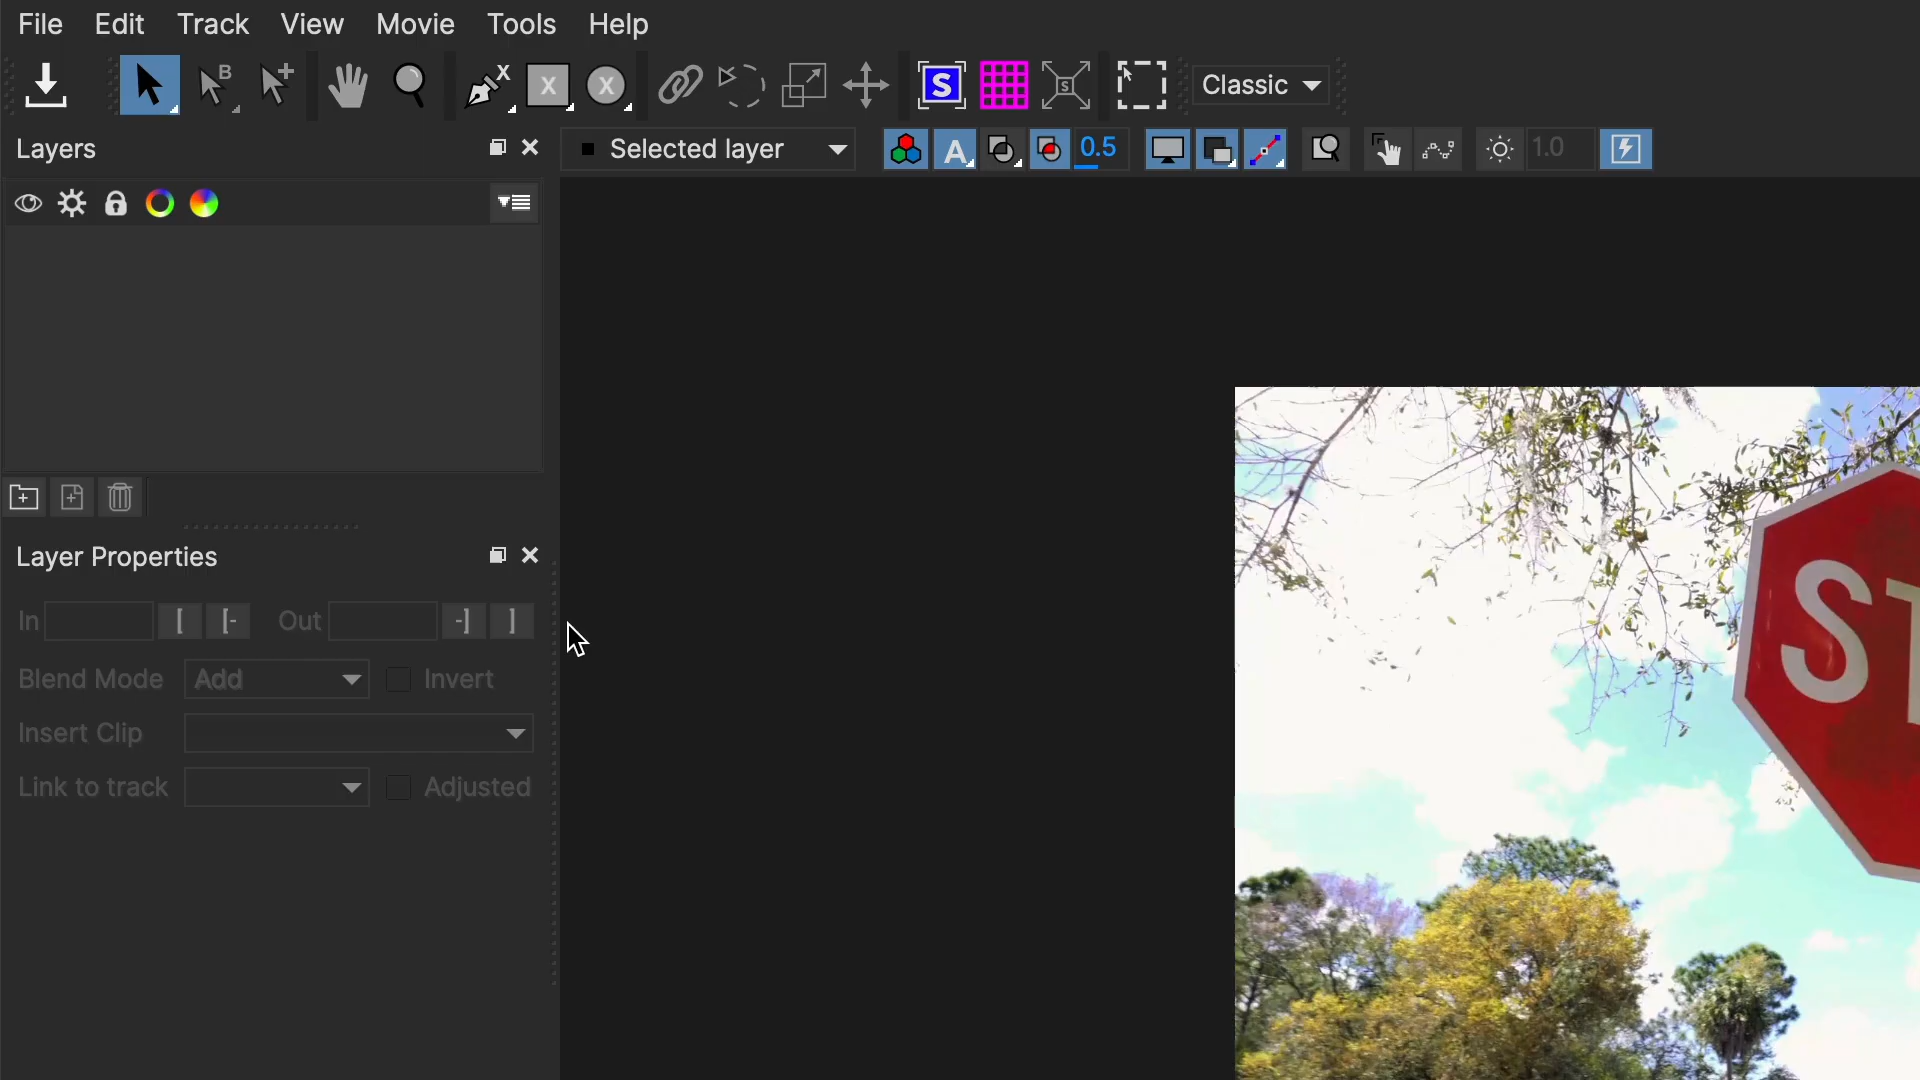 File Edit Track View Movie Tools Help
B X X X S S Classic
Layers
Selected layer A 0.5 1.0
Layer Properties
In [ [- Out -] ]
Blend Mode Add Invert
Insert Clip
Link to track Adjusted